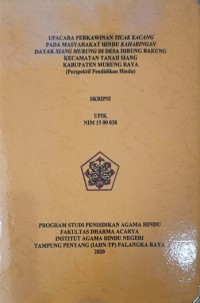 UPACARA PERKAWINAN TICAK KACANG
PADA MASYARAKAT HINDU KAHARINGAN
DAYAK SIANG MURUNG DI DESA DIRUNG BAKUNG
KECAMATAN TANAH SIANG
KABUPATEN MURUNG RAYA
(Perspektif Pendidikan Hindu)
SKRIPSI
UPIK
NIM 15 00 038
PROGRAM STUDI PENDIDIKAN AGAMA HINDU
FAKULTAS DHARMA ACARYA
INSTITUT AGAMA HINDU NEGERI
TAMPUNG PENYANG (IAHN-TP) PALANGKA RAYA
2020